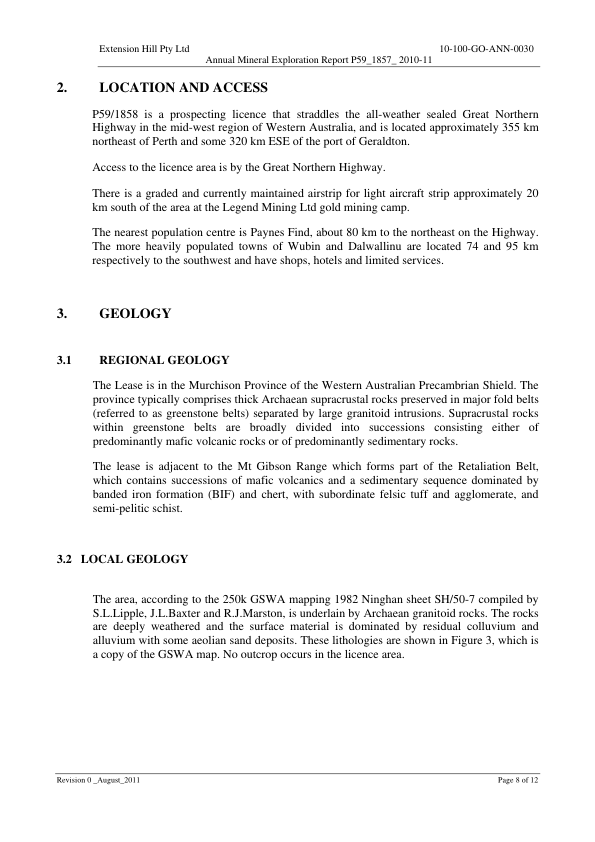 Extension Hill Pty Ltd 10-100-GO-ANN-0030
Annual Mineral Exploration Report P59_1857_ 2010-11
2. LOCATION AND ACCESS
P59/1858 is a prospecting licence that straddles the all-weather sealed Great Northern
Highway in the mid-west region of Western Australia, and is located approximately 355 km
northeast of Perth and some 320 km ESE of the port of Geraldton.
Access to the licence area is by the Great Northern Highway.
There is a graded and currently maintained airstrip for light aircraft strip approximately 20
km south of the area at the Legend Mining Ltd gold mining camp.
The nearest population centre is Paynes Find, about 80 km to the northeast on the Highway.
The more heavily populated towns of Wubin and Dalwallinu are located 74 and 95 km
respectively to the southwest and have shops, hotels and limited services.
3. GEOLOGY
3.1 REGIONAL GEOLOGY
The Lease is in the Murchison Province of the Western Australian Precambrian Shield. The
province typically comprises thick Archaean supracrustal rocks preserved in major fold belts
(referred to as greenstone belts) separated by large granitoid intrusions. Supracrustal rocks
within greenstone belts are broadly divided into successions consisting either of
predominantly mafic volcanic rocks or of predominantly sedimentary rocks.
The lease is adjacent to the Mt Gibson Range which forms part of the Retaliation Belt,
which contains successions of mafic volcanics and a sedimentary sequence dominated by
banded iron formation (BIF) and chert, with subordinate felsic tuff and agglomerate, and
semi-pelitic schist.
3.2 LOCAL GEOLOGY
The area, according to the 250k GSWA mapping 1982 Ninghan sheet SH/50-7 compiled by
S.L.Lipple, J.L.Baxter and R.J.Marston, is underlain by Archaean granitoid rocks. The rocks
are deeply weathered and the surface material is dominated by residual colluvium and
alluvium with some aeolian sand deposits. These lithologies are shown in Figure 3, which is
a copy of the GSWA map. No outcrop occurs in the licence area.
Revision 0 _August_2011 Page 8 of 12